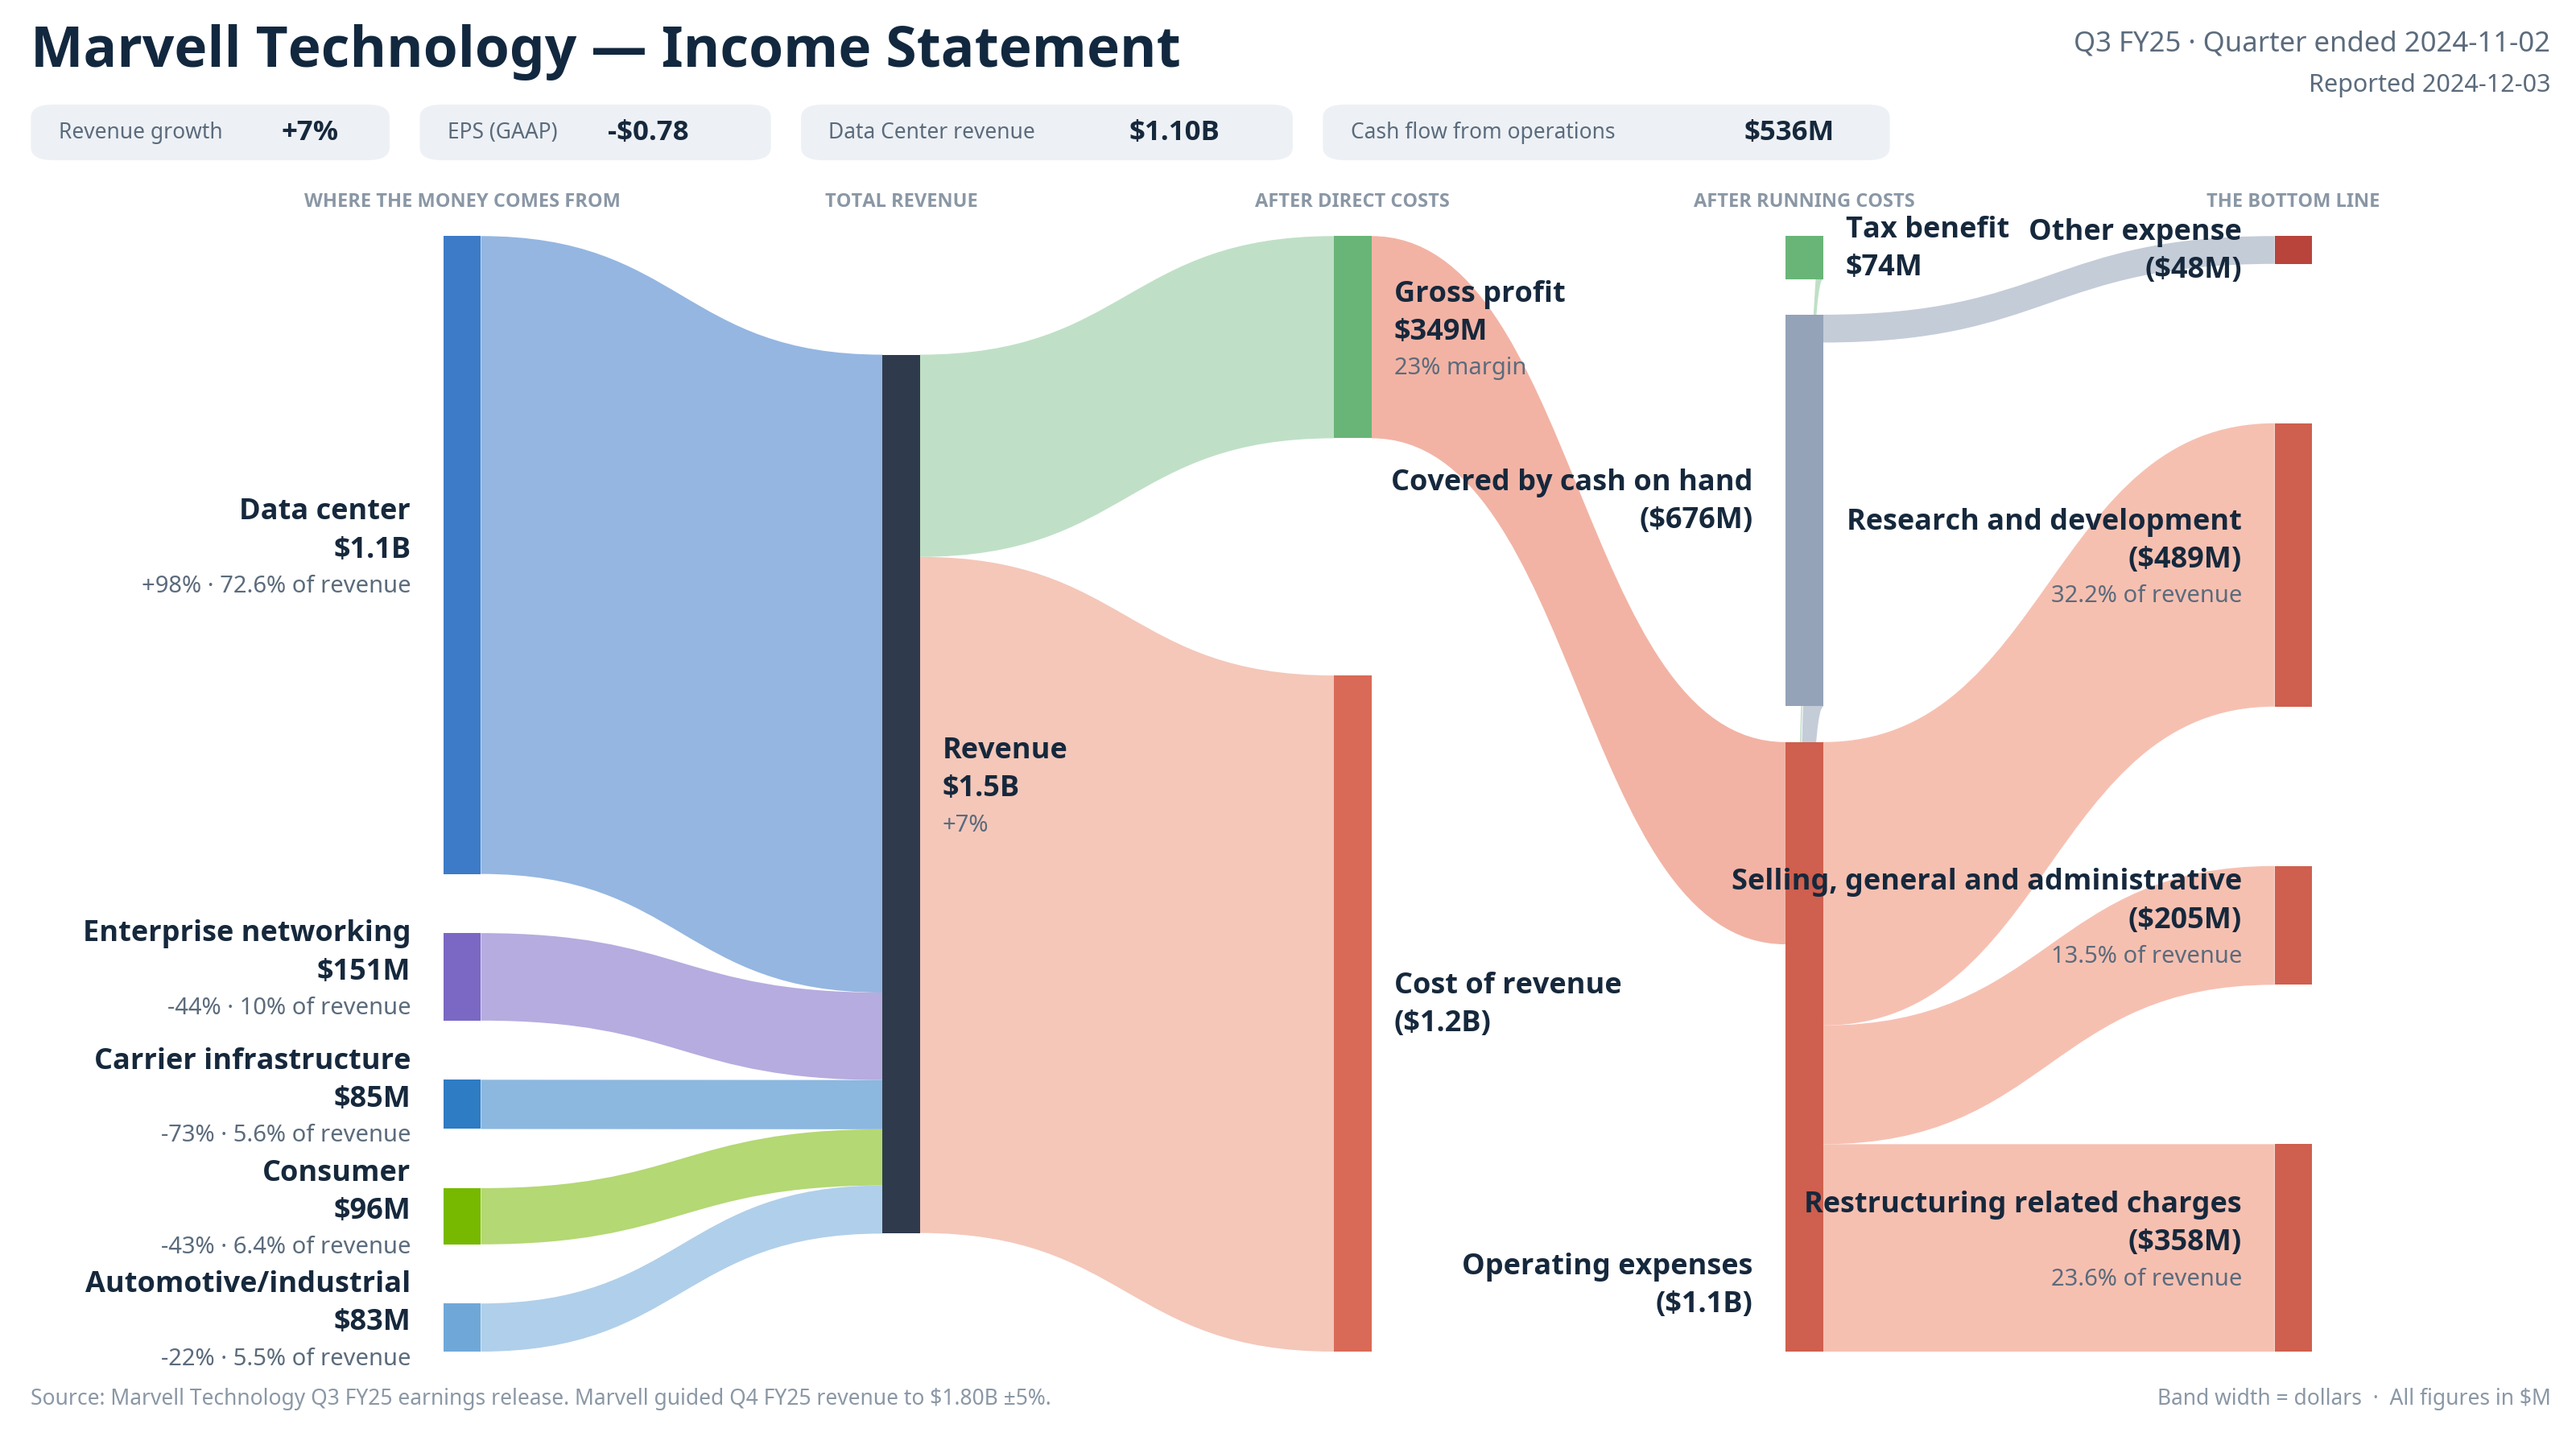 Marvell Technology — Income Statement
Q3 FY25 · Quarter ended 2024-11-02
Reported 2024-12-03
Revenue growth +7%
EPS (GAAP) -$0.78
Data Center revenue $1.10B
Cash flow from operations $536M
WHERE THE MONEY COMES FROM
TOTAL REVENUE
AFTER DIRECT COSTS
AFTER RUNNING COSTS
THE BOTTOM LINE
Data center
$1.1B
+98% · 72.6% of revenue
Enterprise networking
$151M
-44% · 10% of revenue
Carrier infrastructure
$85M
-73% · 5.6% of revenue
Consumer
$96M
-43% · 6.4% of revenue
Automotive/industrial
$83M
-22% · 5.5% of revenue
Revenue
$1.5B
+7%
Gross profit
$349M
23% margin
Cost of revenue
($1.2B)
Tax benefit
$74M
Covered by cash on hand
($676M)
Operating expenses
($1.1B)
Other expense
($48M)
Research and development
($489M)
32.2% of revenue
Selling, general and administrative
($205M)
13.5% of revenue
Restructuring related charges
($358M)
23.6% of revenue
Source: Marvell Technology Q3 FY25 earnings release. Marvell guided Q4 FY25 revenue to $1.80B ±5%.
Band width = dollars · All figures in $M